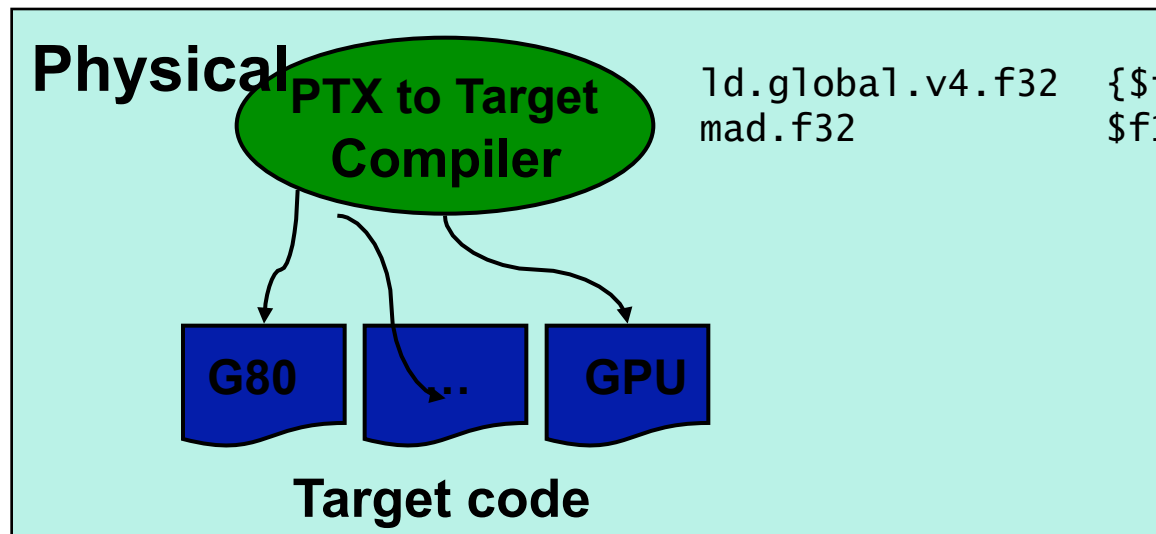 Physical
PTX to Target
Compiler
ld.global.v4.f32 {$
mad.f32 $f
G80
...
GPU
Target code